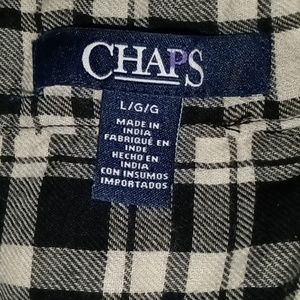 CHAPS
L/G/G
MADE IN
INDIA
FABRIQUÉ EN
INDE
HECHO EN
INDIA
CON INSUMOS
IMPORTADOS